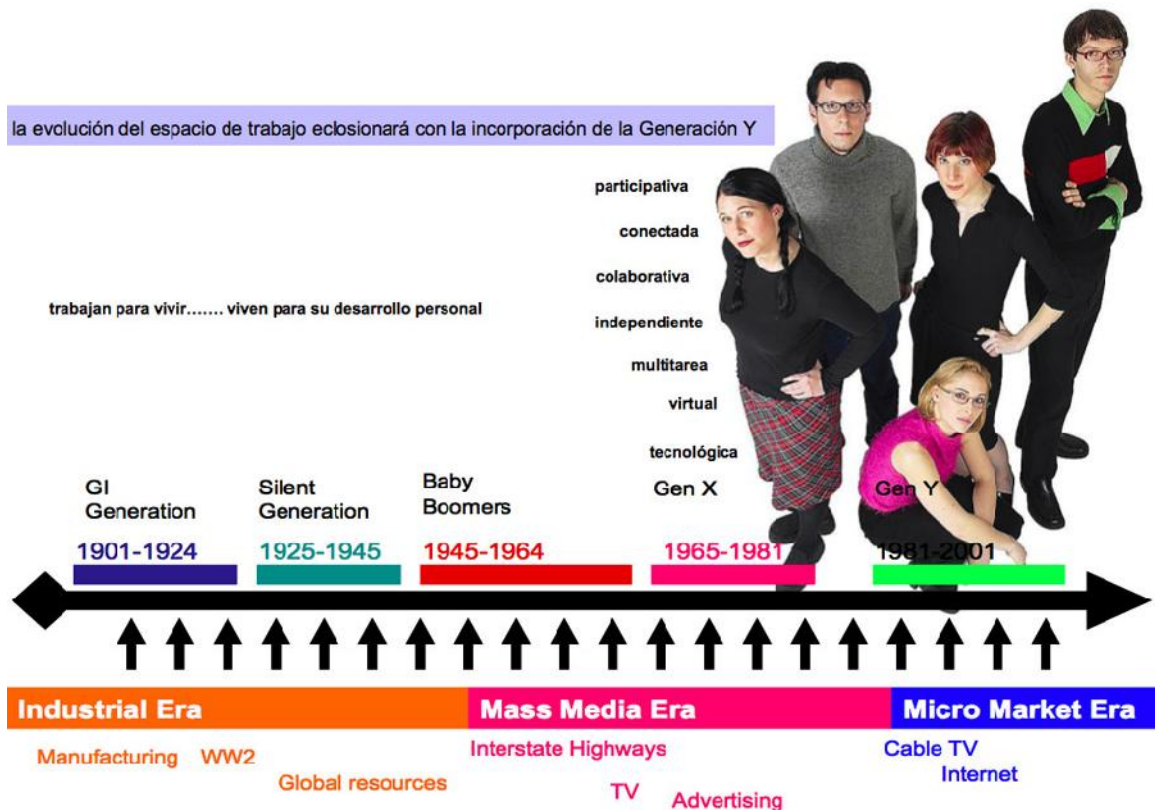 la evolución del espacio de trabajo eclosionará con la incorporación de la Generación Y
participativa
conectada
colaborativa
trabajan para vivir....... viven para su desarrollo personal
independiente
multitarea
virtual
tecnológica
GI
Generation
1901-1924
Silent
Generation
1925-1945
Baby
Boomers
1945-1964
Gen X
1965-1981
Gen Y
1981-2001
Industrial Era
Mass Media Era
Micro Market Era
Manufacturing
WW2
Global resources
Interstate Highways
TV
Advertising
Cable TV
Internet